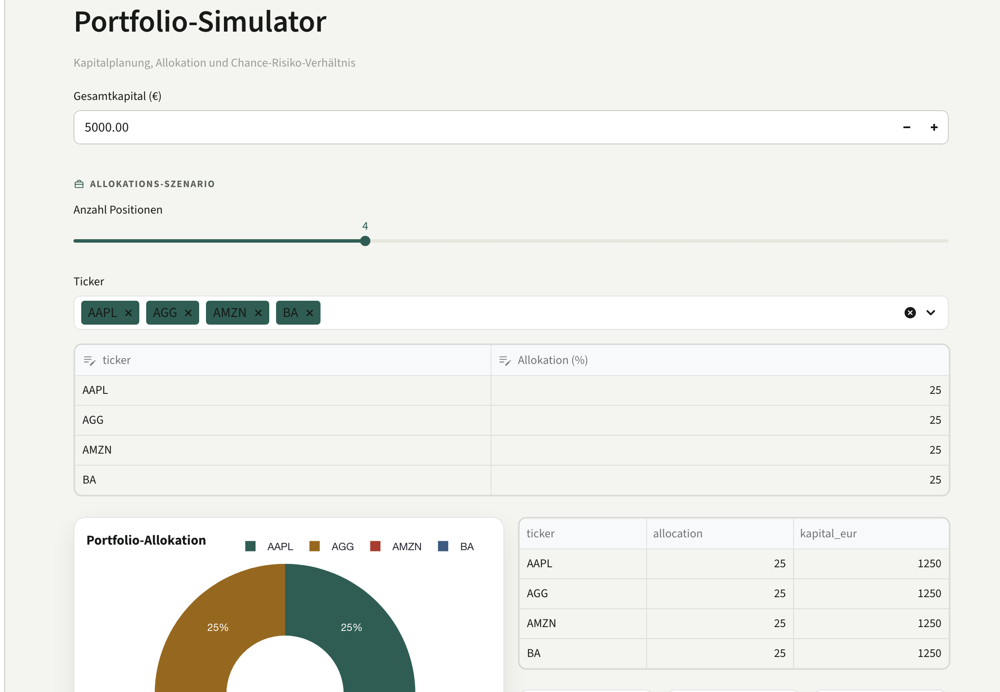 Portfolio-Simulator
Kapitalplanung, Allokation und Chance-Risiko-Verhältnis
Gesamtkapital (€)
5000.00
ALLOKATIONS-SZENARIO
Anzahl Positionen
4
Ticker
AAPL AGG AMZN BA
ticker Allokation (%)
AAPL 25
AGG 25
AMZN 25
BA 25
Portfolio-Allokation
AAPL AGG AMZN BA
25% 25%
ticker allocation kapital_eur
AAPL 25 1250
AGG 25 1250
AMZN 25 1250
BA 25 1250